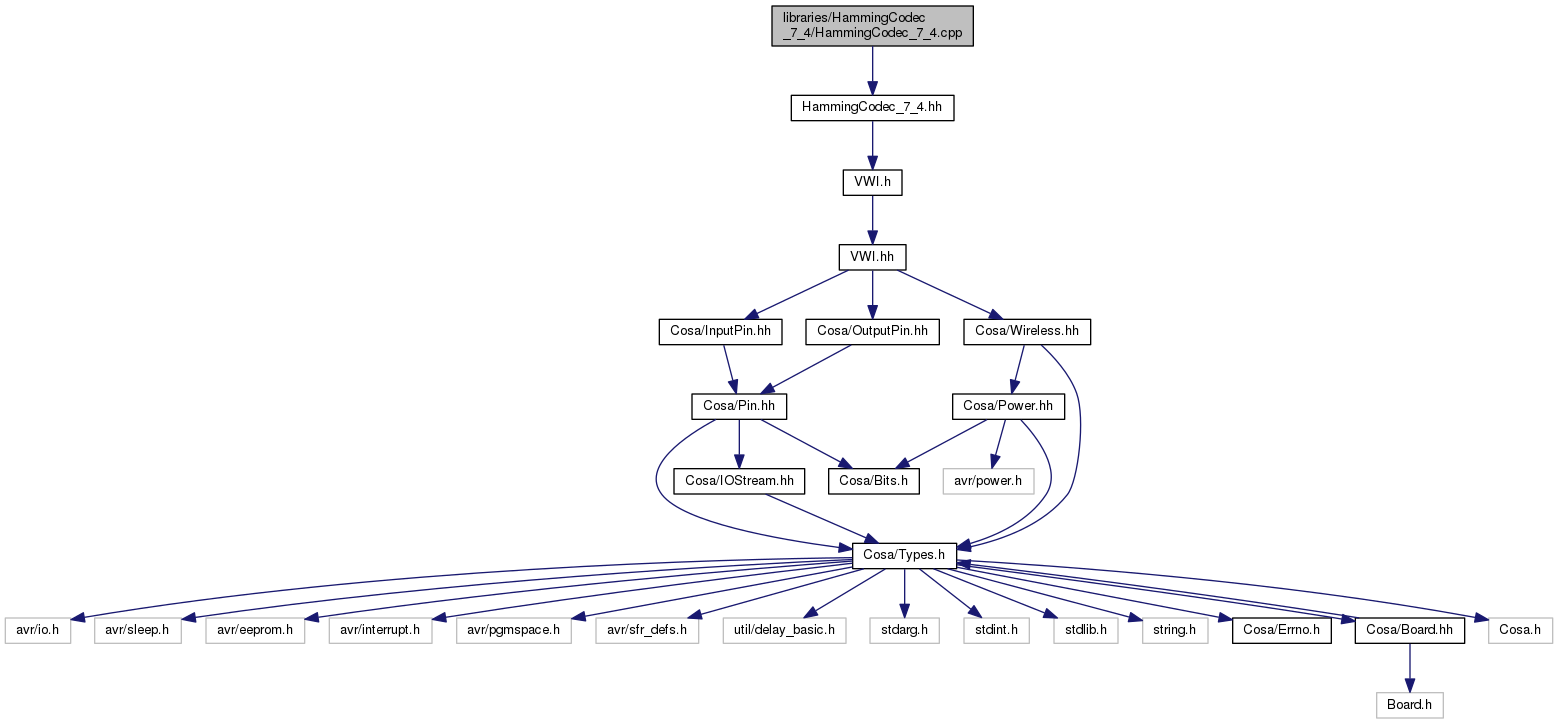 libraries/HammingCodec
_7_4/HammingCodec_7_4.cpp
HammingCodec_7_4.hh
VWI.h
VWI.hh
Cosa/InputPin.hh
Cosa/OutputPin.hh
Cosa/Wireless.hh
Cosa/Pin.hh
Cosa/Power.hh
Cosa/IOStream.hh
Cosa/Bits.h
avr/power.h
Cosa/Types.h
avr/io.h
avr/sleep.h
avr/eeprom.h
avr/interrupt.h
avr/pgmspace.h
avr/sfr_defs.h
util/delay_basic.h
stdarg.h
stdint.h
stdlib.h
string.h
Cosa/Errno.h
Cosa/Board.hh
Cosa.h
Board.h